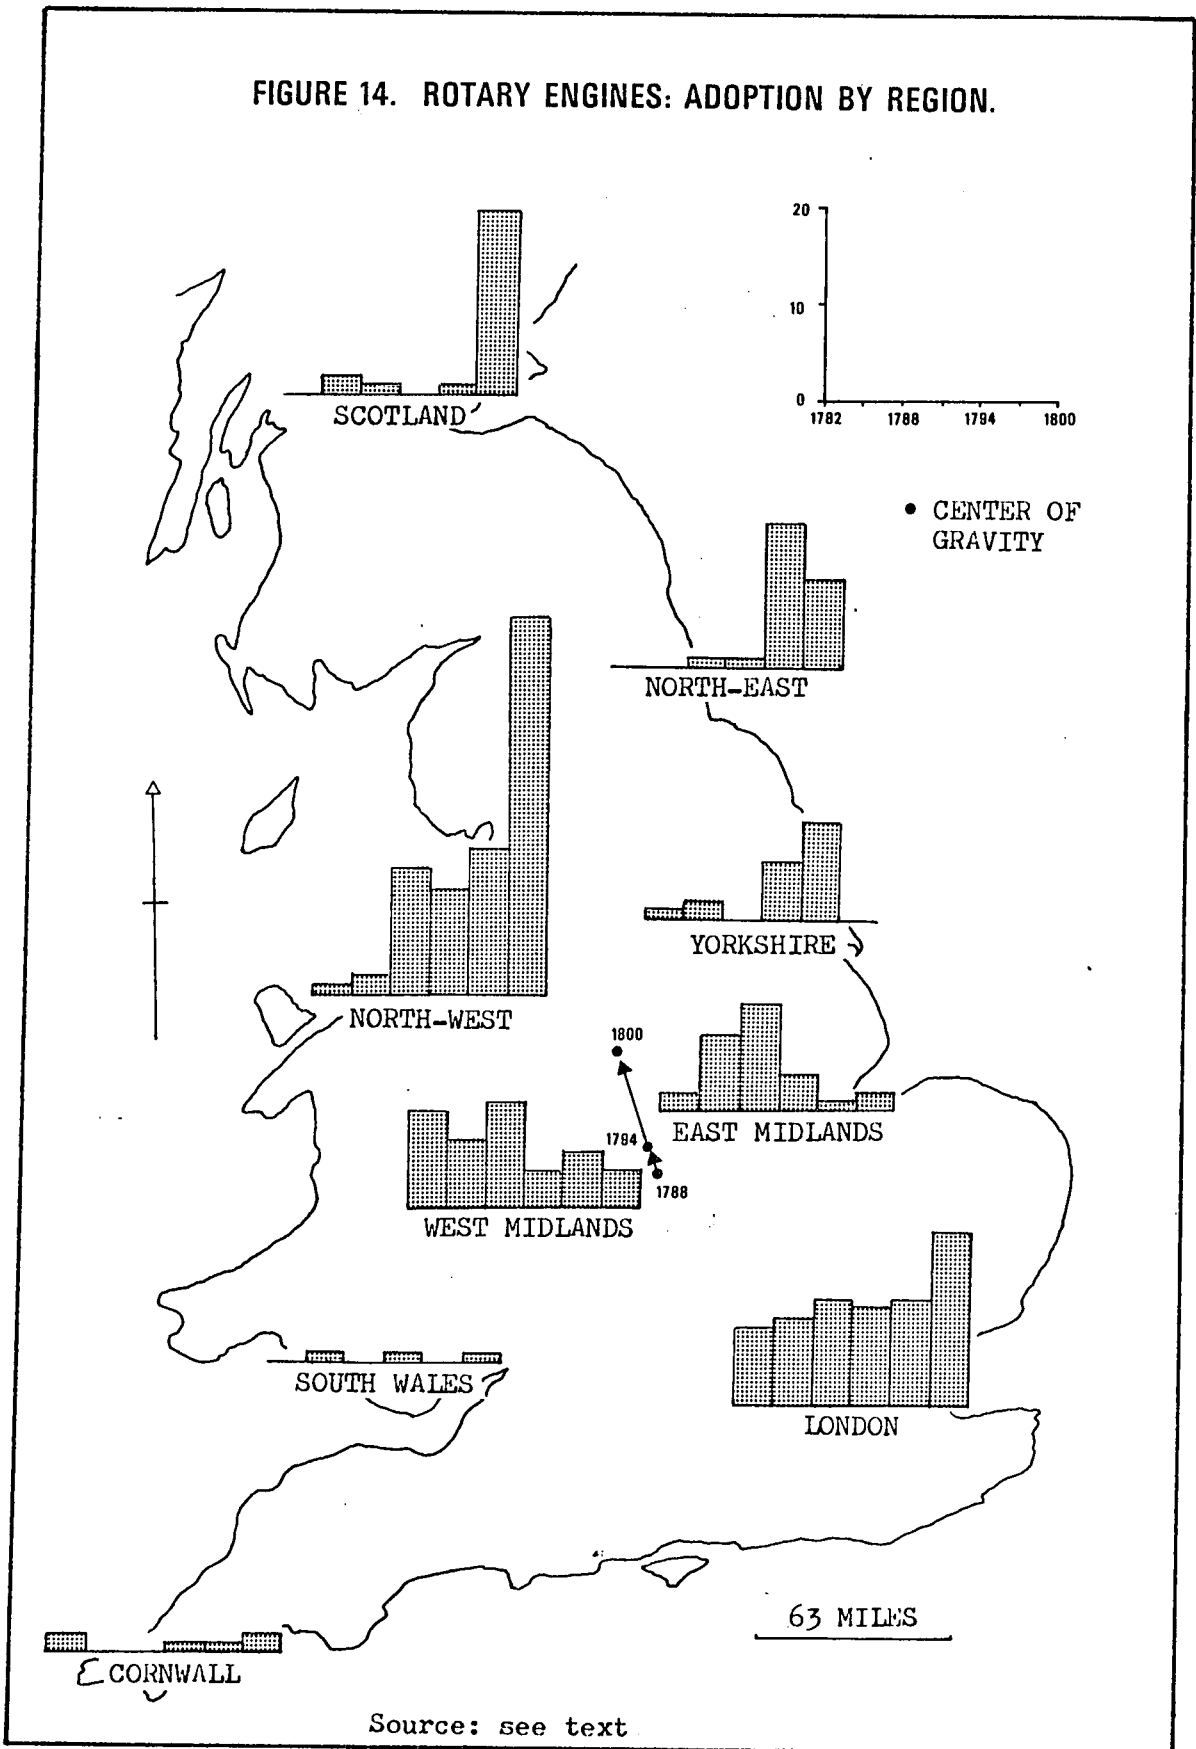 FIGURE 14. ROTARY ENGINES: ADOPTION BY REGION.
20
10
0
1782 1788 1794 1800
SCOTLAND
• CENTER OF
GRAVITY
NORTH-EAST
YORKSHIRE
NORTH-WEST
1800
EAST MIDLANDS
1794
1788
WEST MIDLANDS
SOUTH WALES
LONDON
63 MILES
CORNWALL
Source: see text